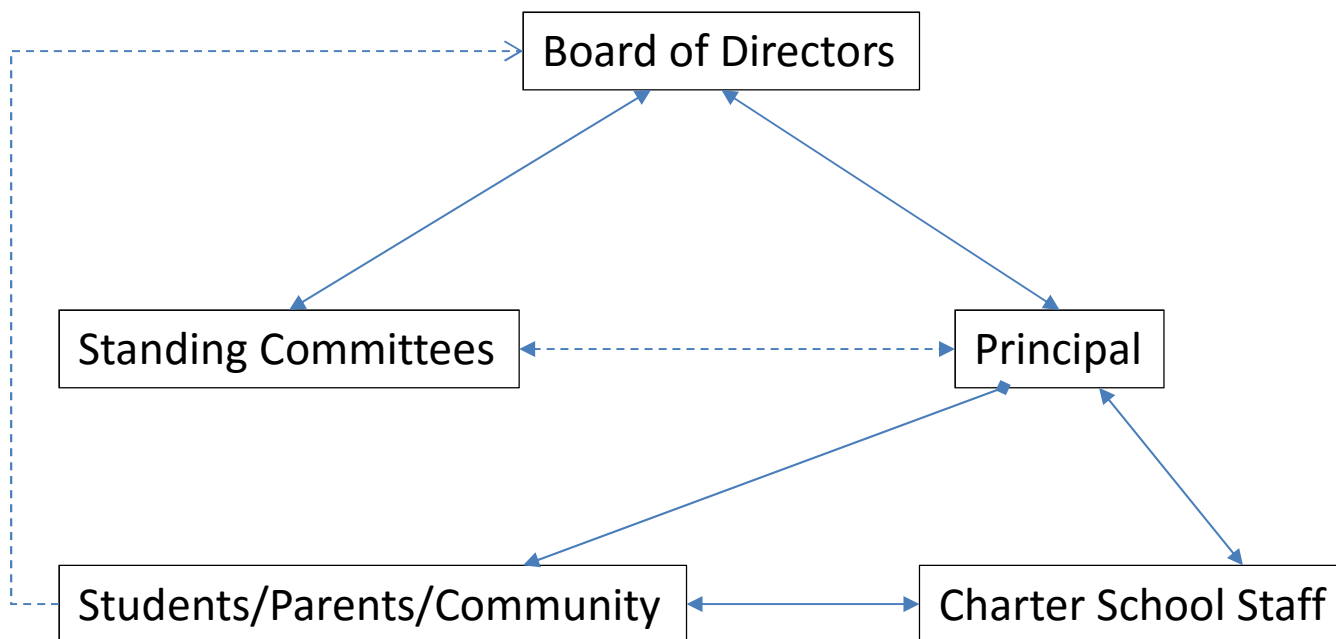 Board of Directors
Standing Committees
Principal
Students/Parents/Community
Charter School Staff